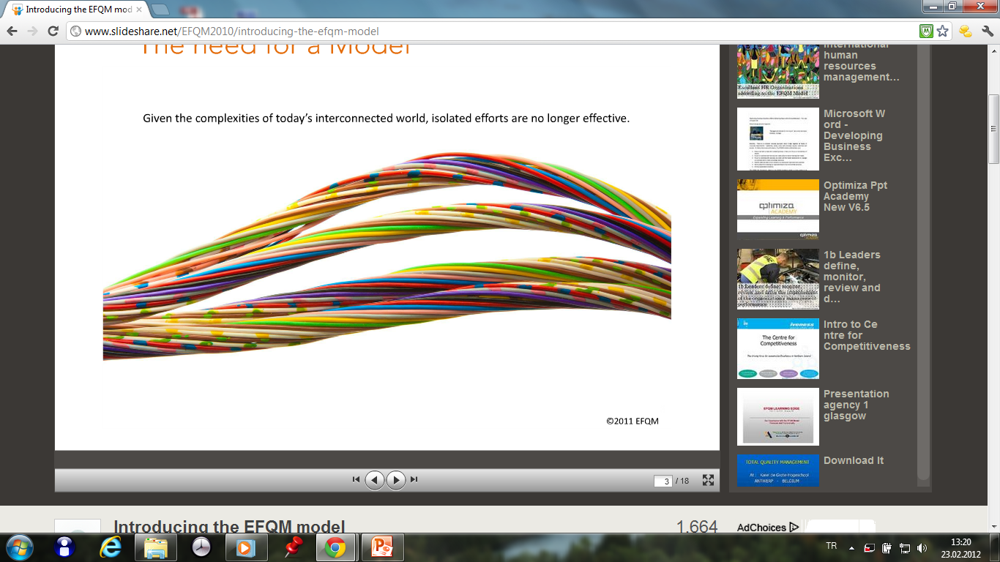 Introducing the EFQM mod
www.slideshare.net/EFQM2010/introducing-the-efqm-model
The need for a Model
Given the complexities of today's interconnected world, isolated efforts are no longer effective.
©2011 EFQM
3 / 18
Introducing the EFQM model
1,664
International
human
resources
management...
Excellent HR Organizations
according to the EFQM Model
Microsoft W
ord -
Developing
Business
Exc...
optimiza
ACADEMY
Expanding Learning & Performance
optimiza
ACADEMY
Optimiza Ppt
Academy
New V6.5
1b Leaders define, monitor,
review and drive the improvement
of the organization's management
1b Leaders
define,
monitor,
review and
d...
iveness
The Centre for
Competitiveness
Intro to Ce
ntre for
Competitiveness
EFQM LEARNING EDGE
Presentation
agency 1
glasgow
TOTAL QUALITY MANAGEMENT
At : Karel de Grote-Hogeschool
ANTWERP - BELGIUM
Download It
AdChoices
TR
13:20
23.02.2012